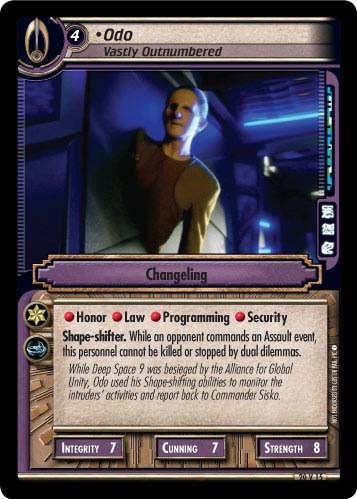 4 •Odo
Vastly Outnumbered
Changeling
• Honor • Law • Programming • Security
Shape-shifter. While an opponent commands an Assault event,
this personnel cannot be killed or stopped by dual dilemmas.
While Deep Space 9 was besieged by the Alliance for Global
Unity, Odo used his Shape-shifting abilities to monitor the
intruders' activities and report back to Commander Sisko.
INTEGRITY 7 CUNNING 7 STRENGTH 8
20 V 15